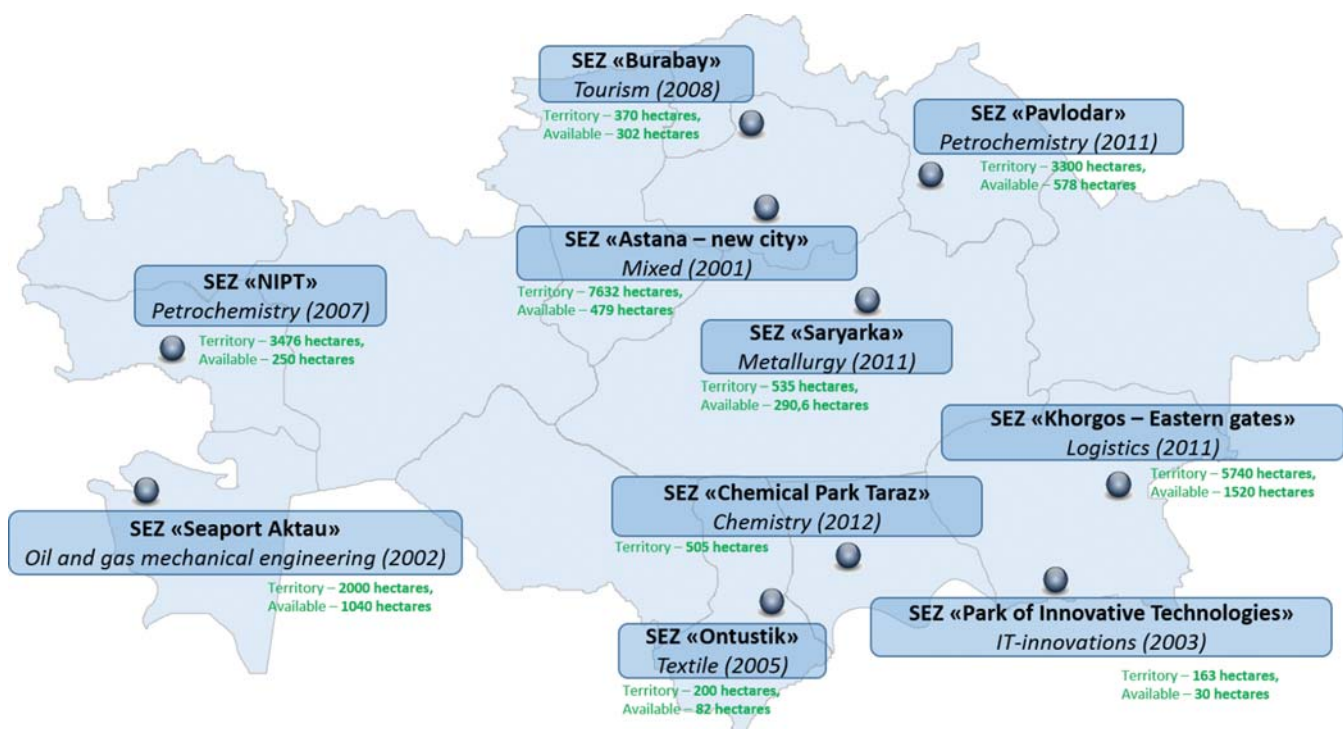 SEZ «Burabay»
Tourism (2008)
Territory – 370 hectares,
Available – 302 hectares
SEZ «Pavlodar»
Petrochemistry (2011)
Territory – 3300 hectares,
Available – 578 hectares
SEZ «Astana – new city»
Mixed (2001)
Territory – 7632 hectares,
Available – 479 hectares
SEZ «NIPT»
Petrochemistry (2007)
Territory – 3476 hectares,
Available – 250 hectares
SEZ «Saryarka»
Metallurgy (2011)
Territory – 535 hectares,
Available – 290,6 hectares
SEZ «Khorgos – Eastern gates»
Logistics (2011)
Territory – 5740 hectares,
Available – 1520 hectares
SEZ «Chemical Park Taraz»
Chemistry (2012)
Territory – 505 hectares
SEZ «Seaport Aktau»
Oil and gas mechanical engineering (2002)
Territory – 2000 hectares,
Available – 1040 hectares
SEZ «Park of Innovative Technologies»
IT-innovations (2003)
Territory – 163 hectares,
Available – 30 hectares
SEZ «Ontustik»
Textile (2005)
Territory – 200 hectares,
Available – 82 hectares